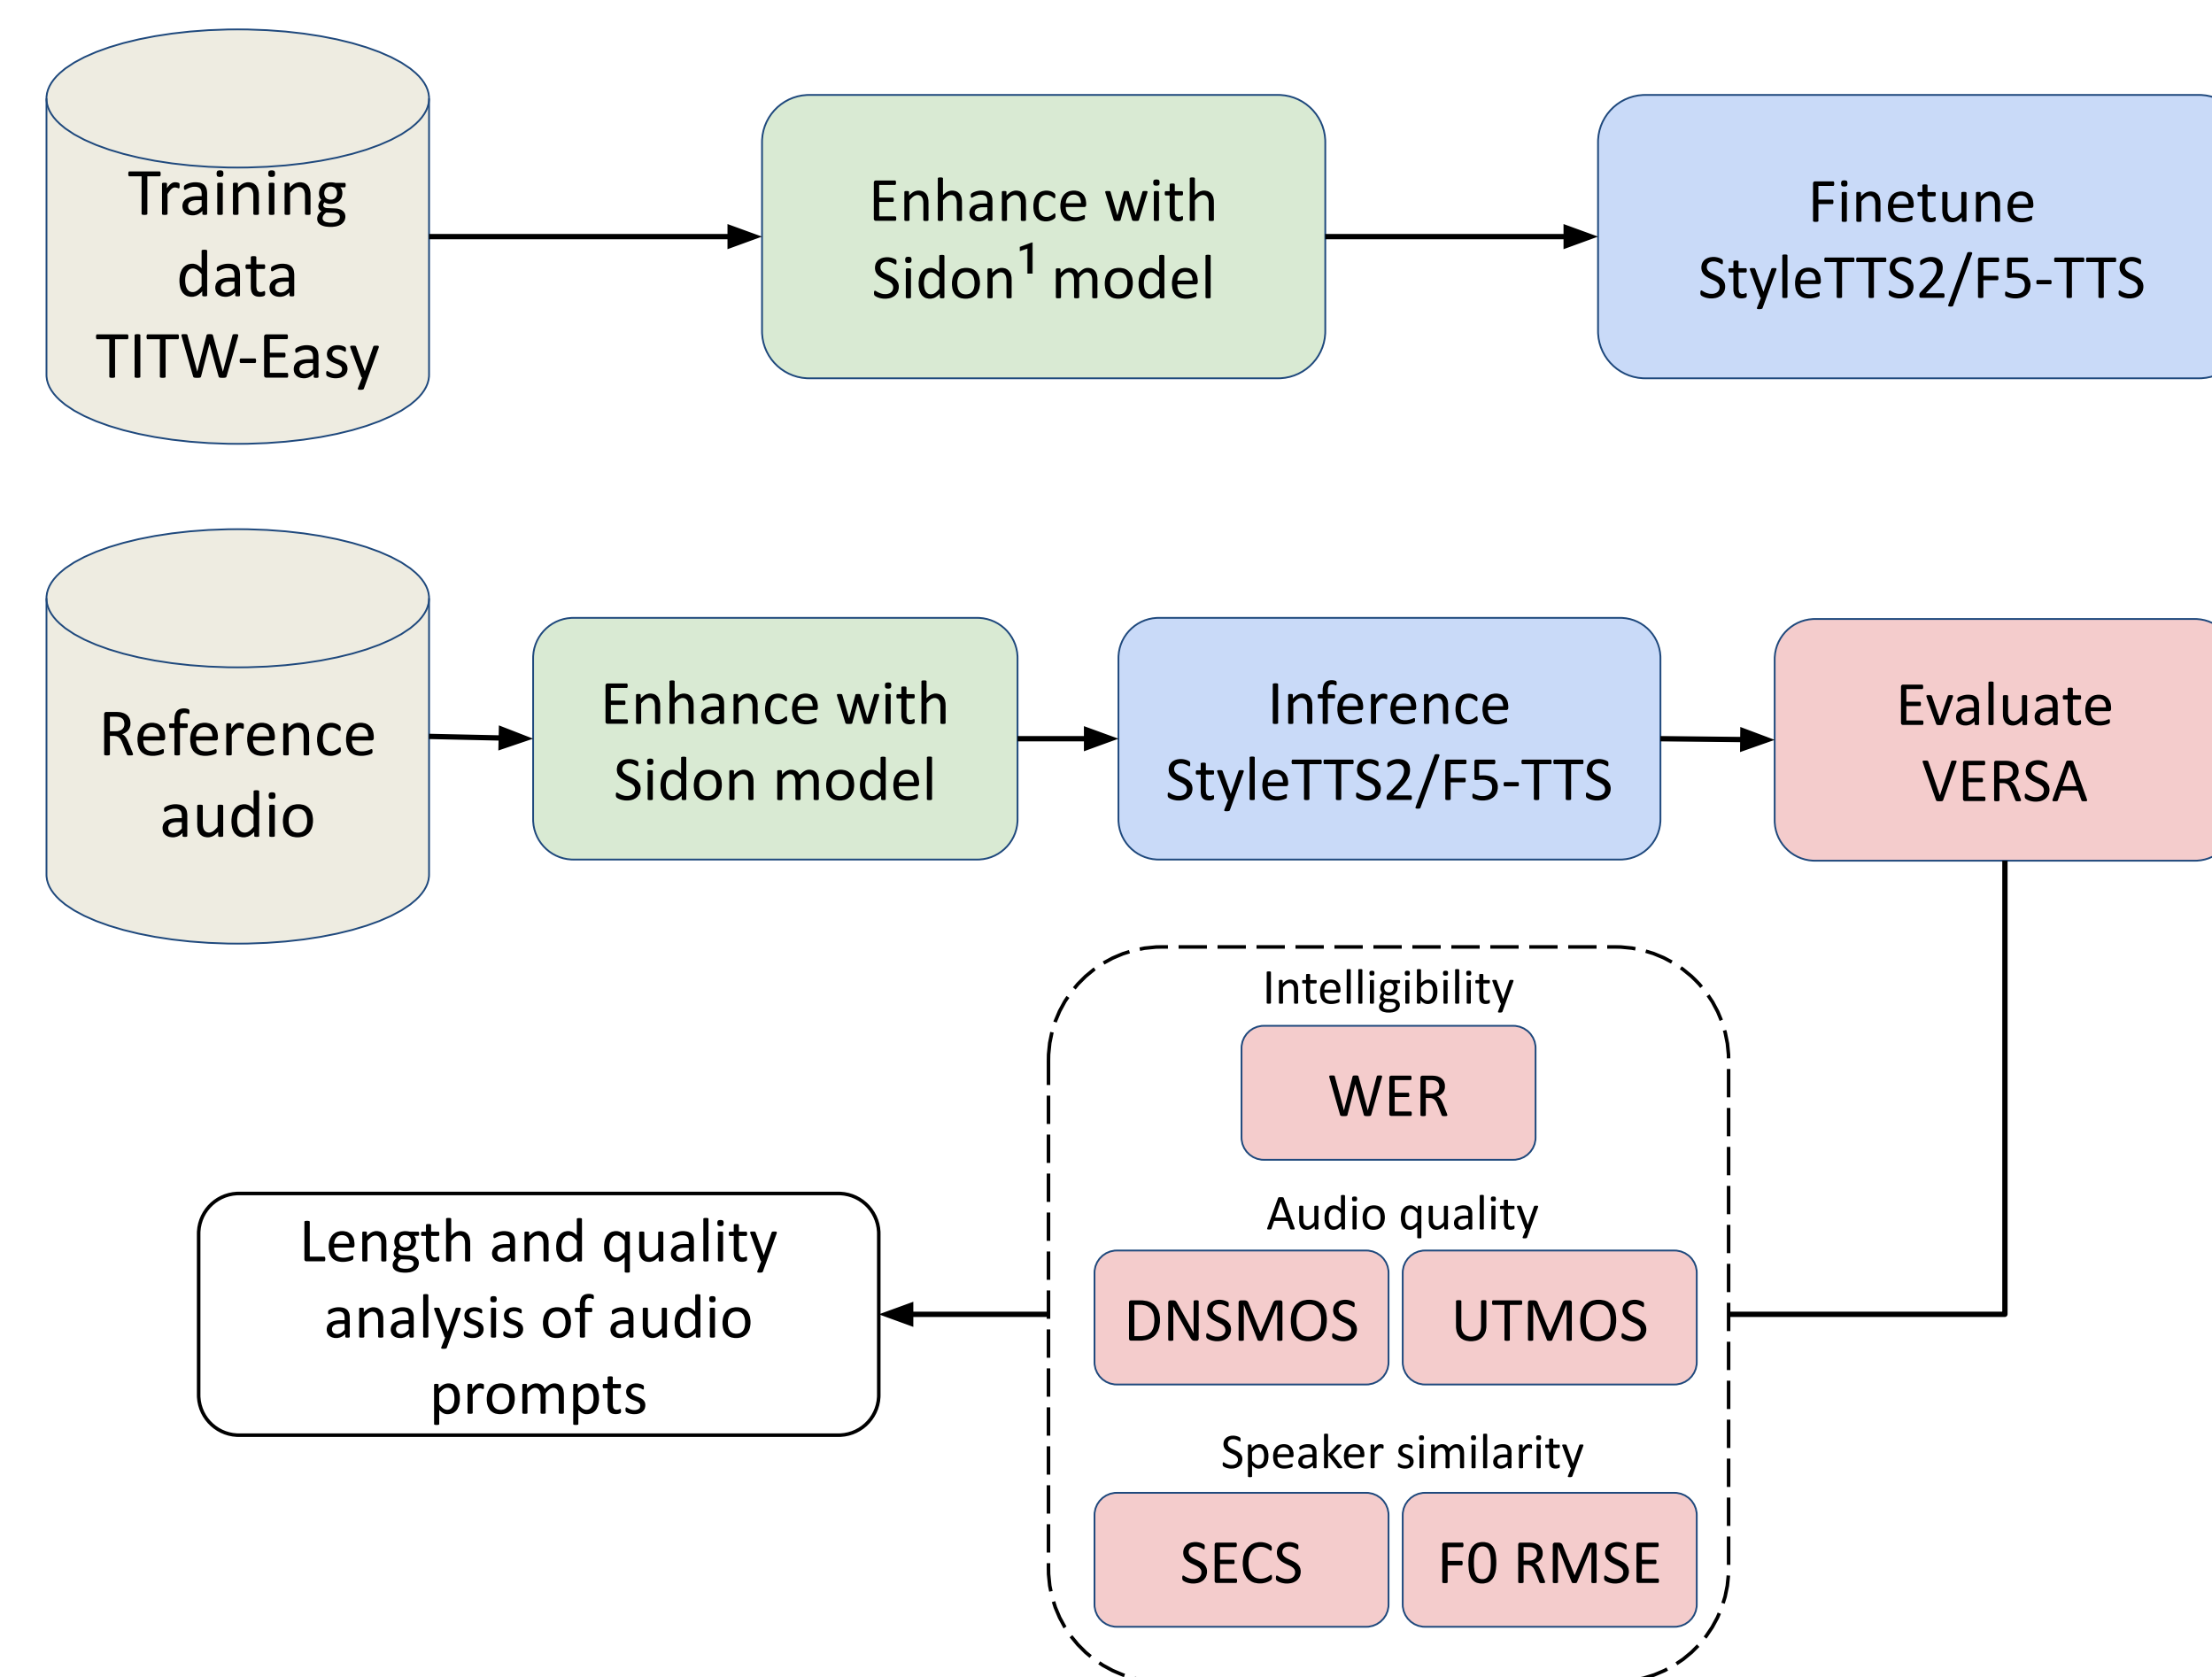 Training
data
TITW-Easy
Enhance with
Sidon¹ model
Finetune
StyleTTS2/F5-TTS
Reference
audio
Enhance with
Sidon model
Inference
StyleTTS2/F5-TTS
Evaluate
VERSA
Intelligibility
WER
Audio quality
DNSMOS
UTMOS
Speaker similarity
SECS
F0 RMSE
Length and quality
analysis of audio
prompts